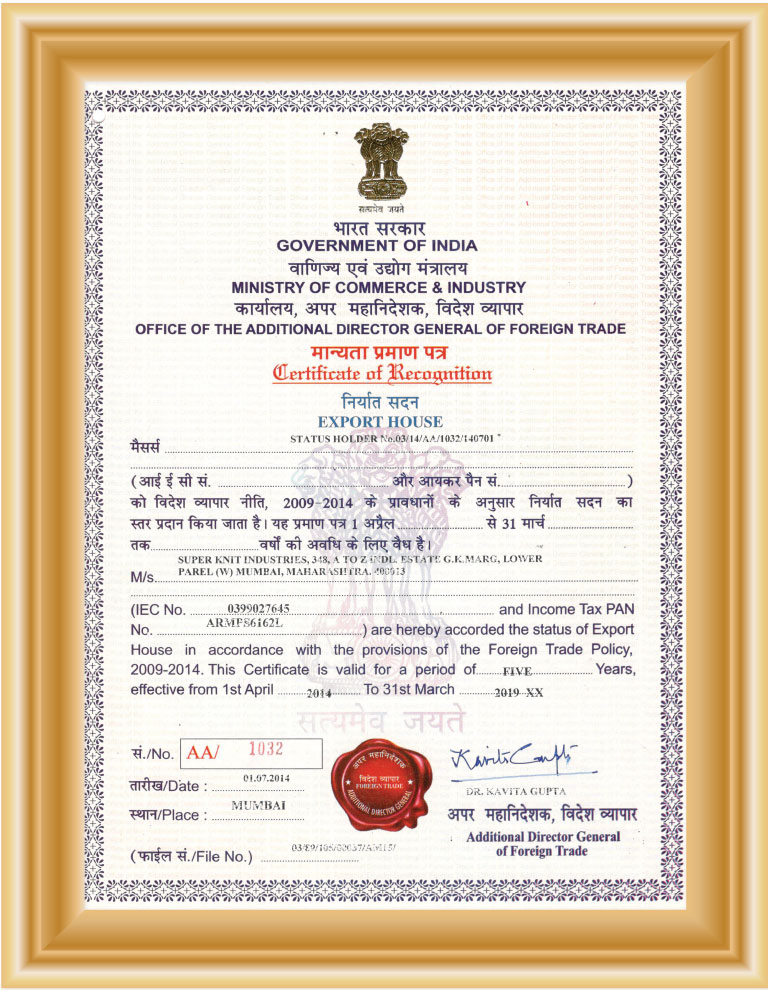 सत्यमेव जयते
भारत सरकार
GOVERNMENT OF INDIA
वाणिज्य एवं उद्योग मंत्रालय
MINISTRY OF COMMERCE & INDUSTRY
कार्यालय, अपर महानिदेशक, विदेश व्यापार
OFFICE OF THE ADDITIONAL DIRECTOR GENERAL OF FOREIGN TRADE
मान्यता प्रमाण पत्र
Certificate of Recognition
निर्यात सदन
EXPORT HOUSE
STATUS HOLDER No.03/14/AA/1032/140701
मैसर्स
(आई ई सी सं. और आयकर पैन सं. )
को विदेश व्यापार नीति, 2009-2014 के प्रावधानों के अनुसार निर्यात सदन का
स्तर प्रदान किया जाता है। यह प्रमाण पत्र 1 अप्रैल से 31 मार्च
तक वर्षों की अवधि के लिए वैध है।
SUPER KNIT INDUSTRIES, 348, A TO Z INDL. ESTATE G.K.MARG, LOWER
M/s. PAREL (W) MUMBAI, MAHARASHTRA. 400013
(IEC No. 0399027645 and Income Tax PAN
No. ARMPS6162L ) are hereby accorded the status of Export
House in accordance with the provisions of the Foreign Trade Policy,
2009-2014. This Certificate is valid for a period of FIVE Years,
effective from 1st April 2014 To 31st March 2019 XX
सत्यमेव जयते
सं./No. AA/ 1032
तारीख/Date : 01.07.2014
स्थान/Place : MUMBAI
(फाईल सं./File No.)
अपर महानिदेशक
विदेश व्यापार
FOREIGN TRADE
ADDITIONAL DIRECTOR GENERAL
Kavita Gupta
DR. KAVITA GUPTA
अपर महानिदेशक, विदेश व्यापार
Additional Director General
of Foreign Trade